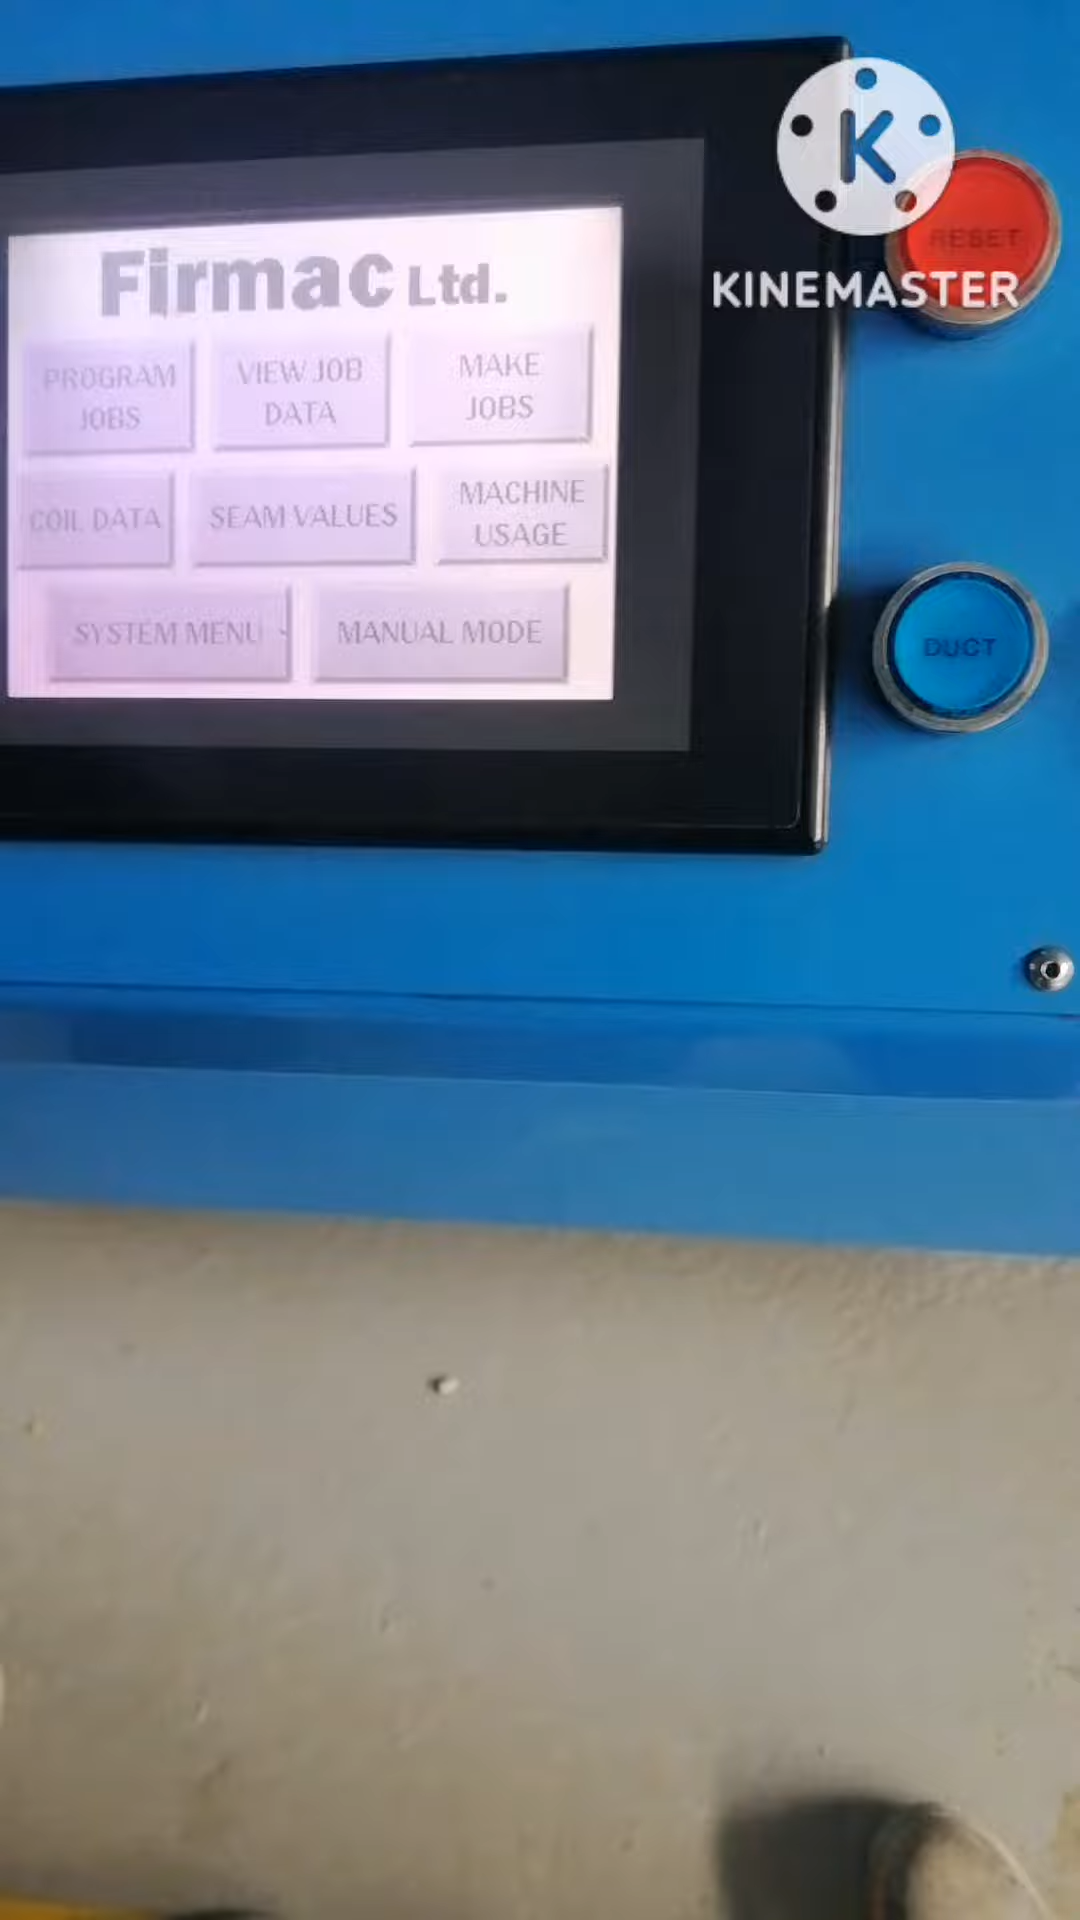 Firmac Ltd.
PROGRAM JOBS
VIEW JOB DATA
MAKE JOBS
COIL DATA
SEAM VALUES
MACHINE USAGE
SYSTEM MENU
MANUAL MODE
K
KINEMASTER
RESET
DUCT